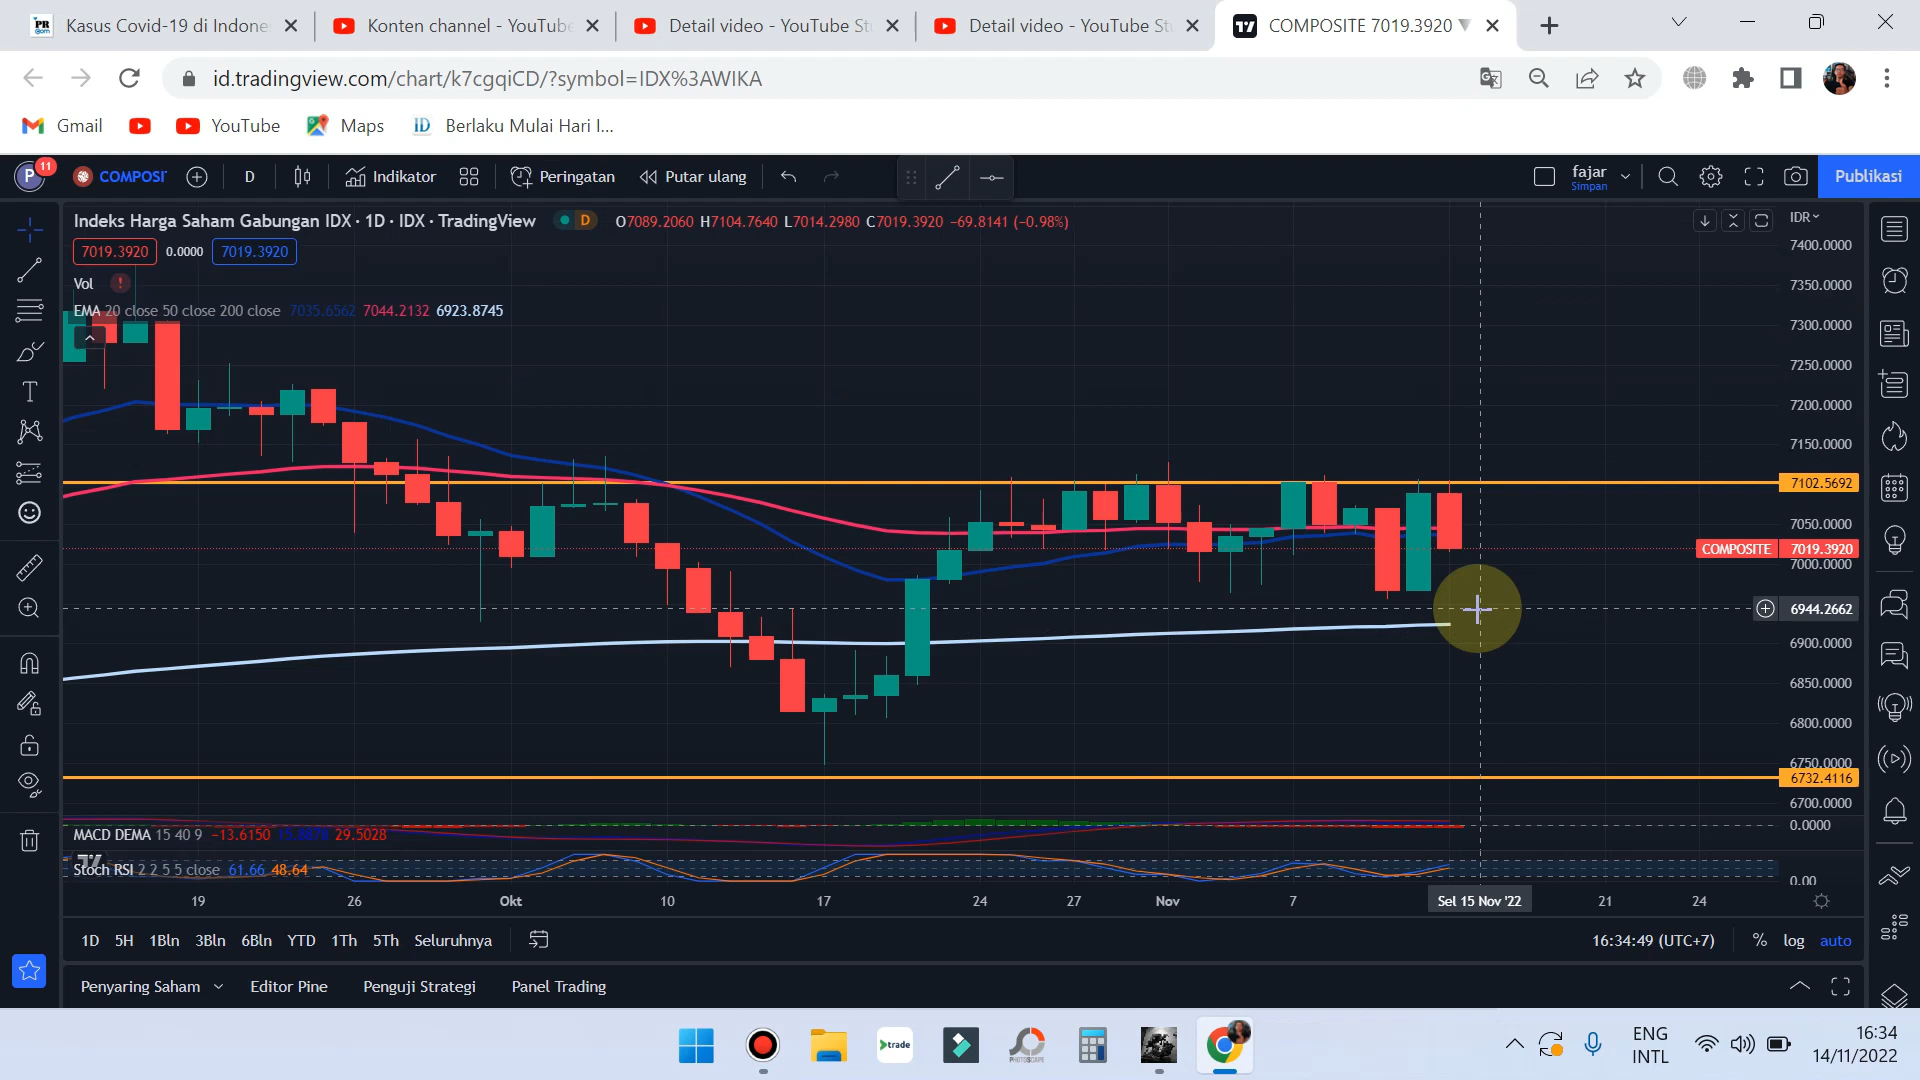 Kasus Covid-19 di Indone
Konten channel - YouTube
Detail video - YouTube St
Detail video - YouTube St
COMPOSITE 7019.3920
id.tradingview.com/chart/k7cgqiCD/?symbol=IDX%3AWIKA
Gmail
YouTube
Maps
Berlaku Mulai Hari I...
P 11
COMPOSI
D
Indikator
Peringatan
Putar ulang
fajar
Simpan
Publikasi
Indeks Harga Saham Gabungan IDX · 1D · IDX · TradingView
D
O7089.2060 H7104.7640 L7014.2980 C7019.3920 −69.8141 (−0.98%)
IDR
7019.3920 0.0000 7019.3920
Vol
EMA 20 close 50 close 200 close 7035.6562 7044.2132 6923.8745
7400.0000
7350.0000
7300.0000
7250.0000
7200.0000
7150.0000
7102.5692
7050.0000
COMPOSITE 7019.3920
7000.0000
6944.2662
6900.0000
6850.0000
6800.0000
6750.0000
6732.4116
6700.0000
MACD DEMA 15 40 9 −13.6150 29.5028
0.0000
Stoch RSI 2 2 5 5 close 61.66 48.64
0.00
19 26 Okt 10 17 24 27 Nov 7 Sel 15 Nov '22 21 24
1D 5H 1Bln 3Bln 6Bln YTD 1Th 5Th Seluruhnya
16:34:49 (UTC+7) % log auto
Penyaring Saham
Editor Pine
Penguji Strategi
Panel Trading
trade
PHOTOSCAPE
ENG
INTL
16:34
14/11/2022